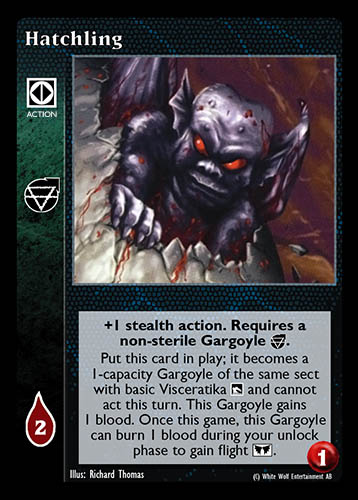 Hatchling
ACTION
+1 stealth action. Requires a
non-sterile Gargoyle .
Put this card in play; it becomes a
1-capacity Gargoyle of the same sect
with basic Visceratika and cannot
act this turn. This Gargoyle gains
1 blood. Once this game, this Gargoyle
can burn 1 blood during your unlock
phase to gain flight .
2
1
Illus: Richard Thomas
(C) White Wolf Entertainment AB